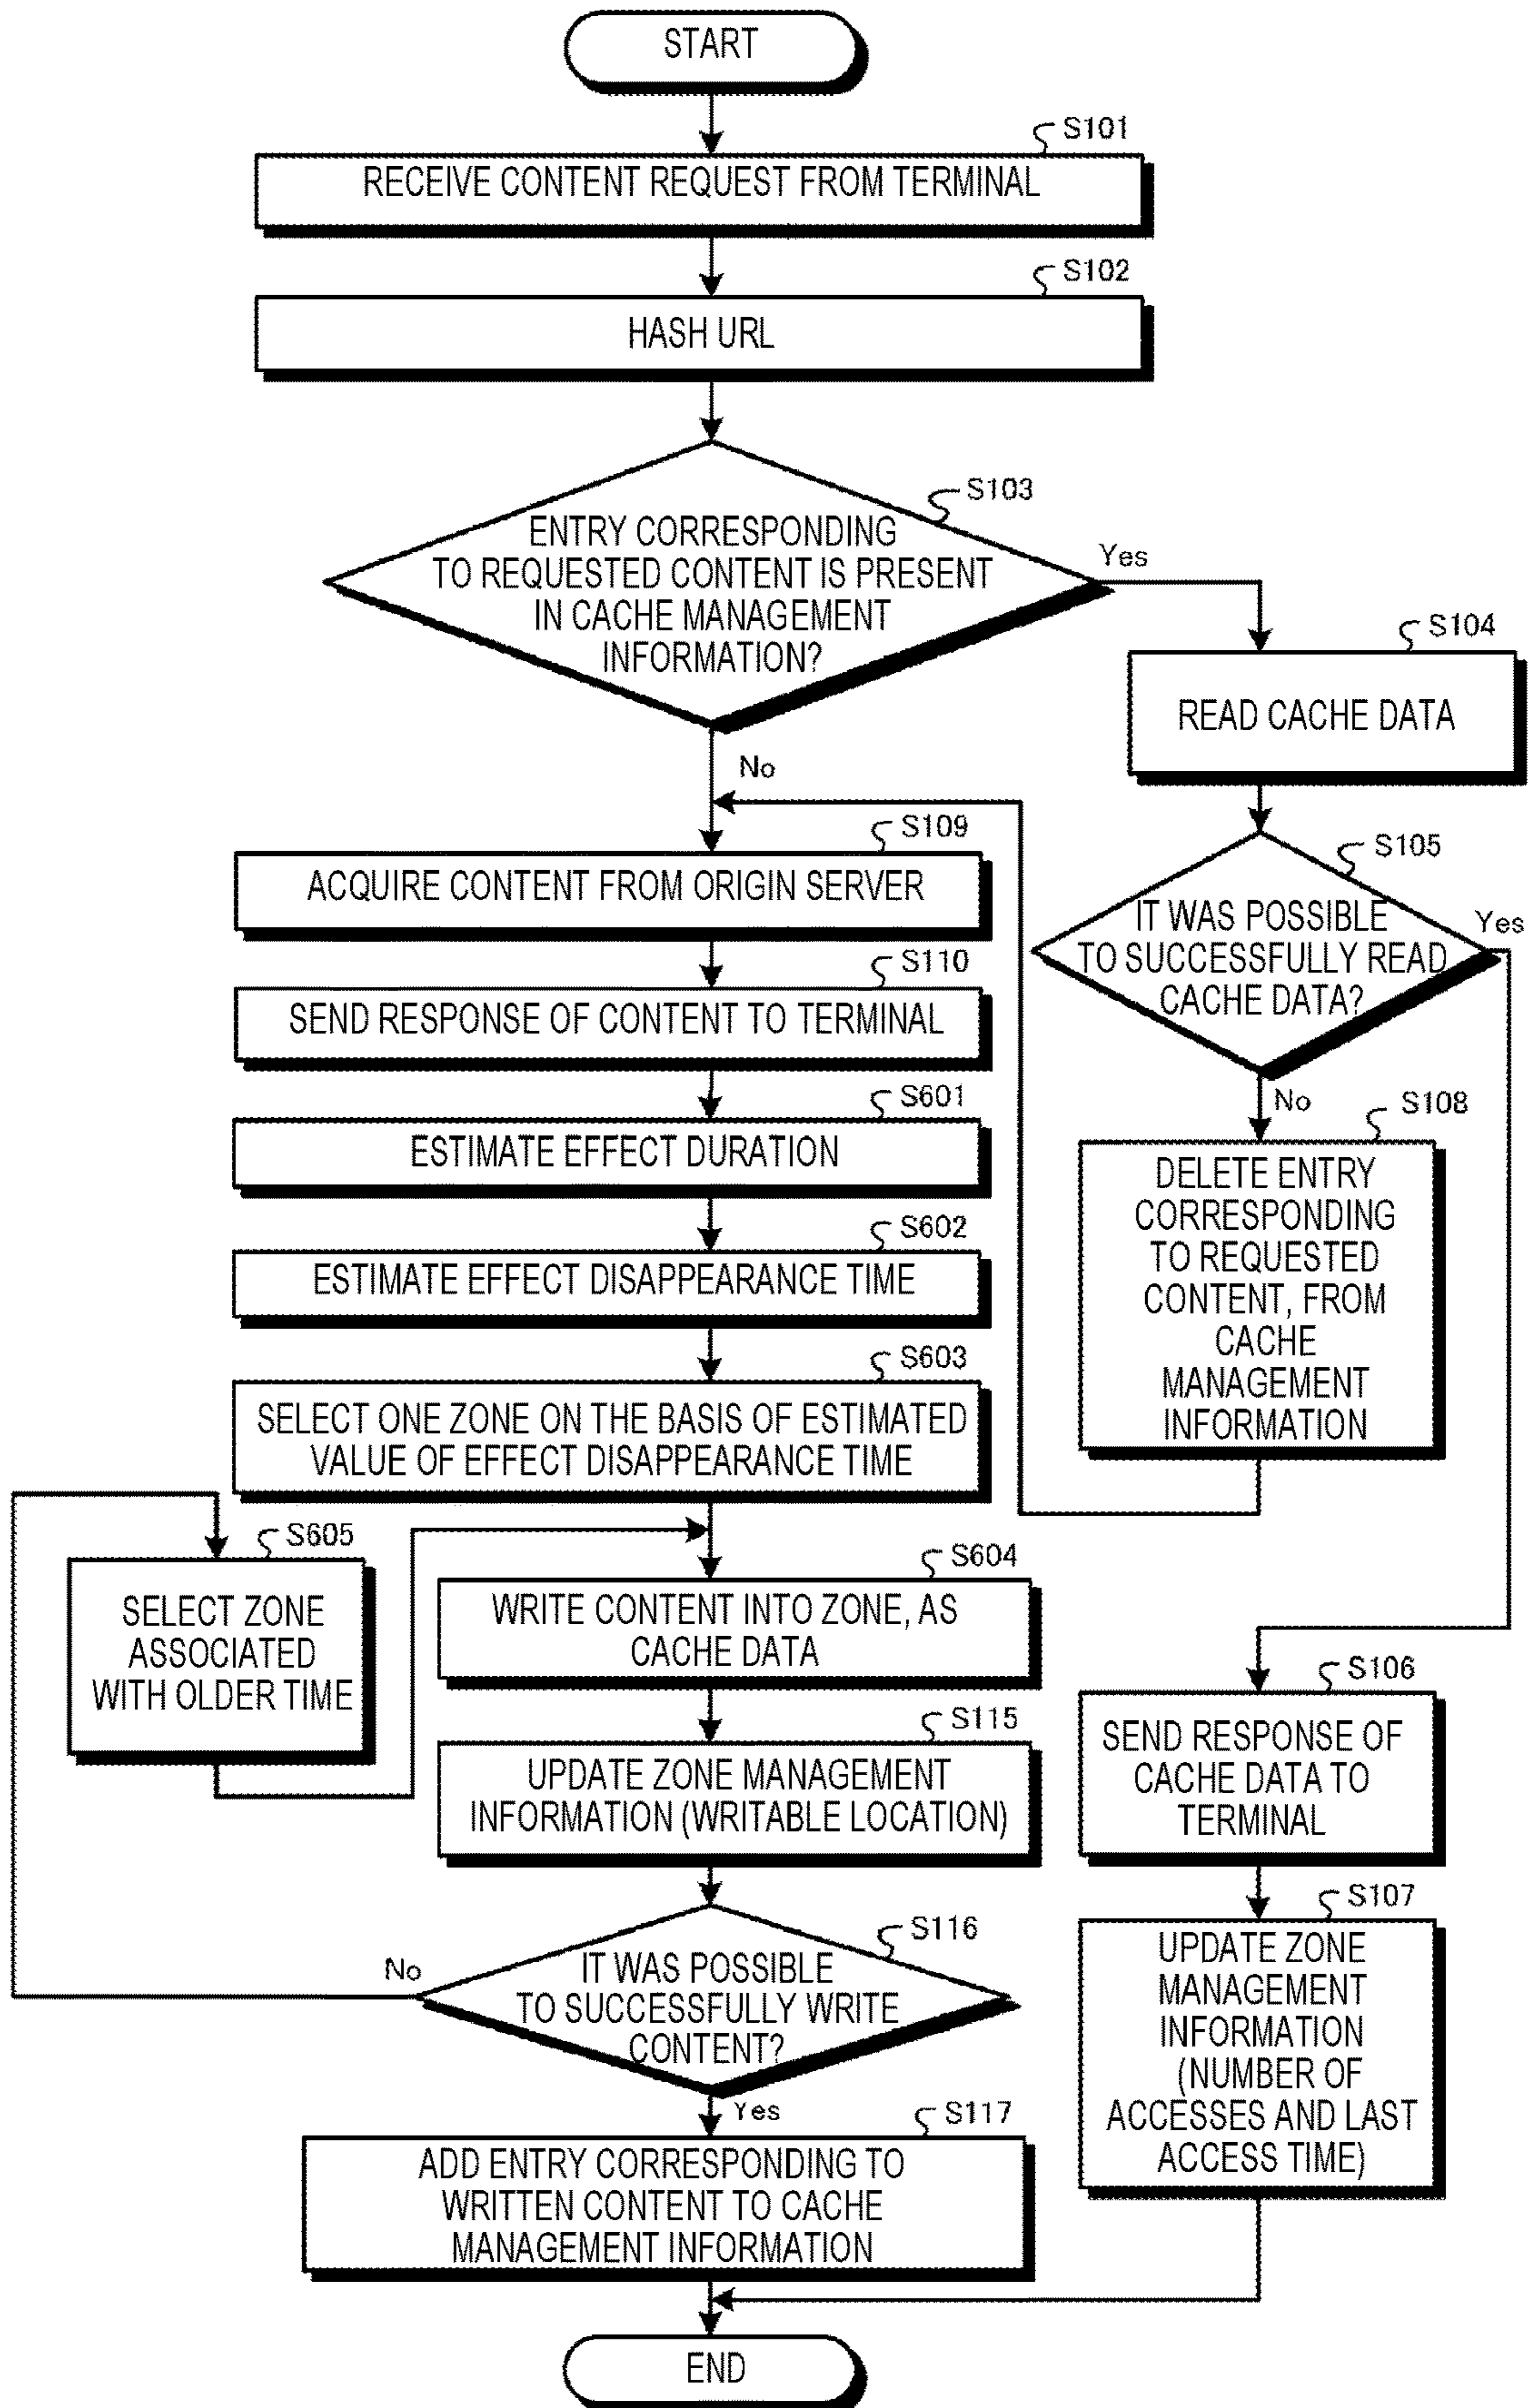 START
S101
RECEIVE CONTENT REQUEST FROM TERMINAL
S102
HASH URL
S103
ENTRY CORRESPONDING
TO REQUESTED CONTENT IS PRESENT
IN CACHE MANAGEMENT
INFORMATION?
Yes
No
S104
READ CACHE DATA
S105
IT WAS POSSIBLE
TO SUCCESSFULLY READ
CACHE DATA?
Yes
No
S108
DELETE ENTRY
CORRESPONDING
TO REQUESTED
CONTENT, FROM
CACHE
MANAGEMENT
INFORMATION
S109
ACQUIRE CONTENT FROM ORIGIN SERVER
S110
SEND RESPONSE OF CONTENT TO TERMINAL
S601
ESTIMATE EFFECT DURATION
S602
ESTIMATE EFFECT DISAPPEARANCE TIME
S603
SELECT ONE ZONE ON THE BASIS OF ESTIMATED
VALUE OF EFFECT DISAPPEARANCE TIME
S605
SELECT ZONE
ASSOCIATED
WITH OLDER TIME
S604
WRITE CONTENT INTO ZONE, AS
CACHE DATA
S115
UPDATE ZONE MANAGEMENT
INFORMATION (WRITABLE LOCATION)
S116
IT WAS POSSIBLE
TO SUCCESSFULLY WRITE
CONTENT?
No
Yes
S117
ADD ENTRY CORRESPONDING TO
WRITTEN CONTENT TO CACHE
MANAGEMENT INFORMATION
S106
SEND RESPONSE OF
CACHE DATA TO
TERMINAL
S107
UPDATE ZONE
MANAGEMENT
INFORMATION
(NUMBER OF
ACCESSES AND LAST
ACCESS TIME)
END